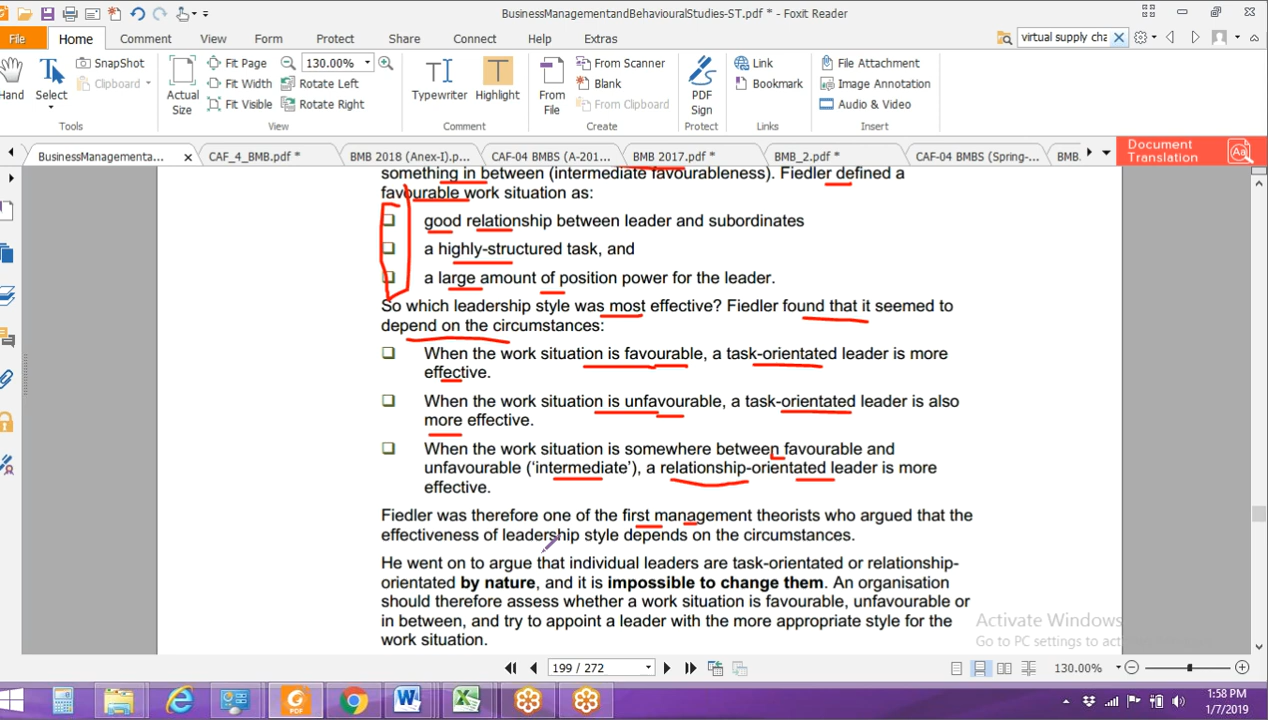 BusinessManagementandBehaviouralStudies-ST.pdf * - Foxit Reader
File Home Comment View Form Protect Share Connect Help Extras virtual supply cha
SnapShot Fit Page 130.00% From Scanner Link File Attachment
Hand Select Clipboard Actual Size Fit Width Rotate Left Typewriter Highlight From File Blank PDF Sign Bookmark Image Annotation
Fit Visible Rotate Right From Clipboard Audio & Video
Tools View Comment Create Protect Links Insert
BusinessManagementa... CAF_4_BMB.pdf * BMB 2018 (Anex-I).p... CAF-04 BMBS (A-201... BMB 2017.pdf * BMB_2.pdf * CAF-04 BMBS (Spring-... BMB. Document Translation
something in between (intermediate favourableness). Fiedler defined a
favourable work situation as:
good relationship between leader and subordinates
a highly-structured task, and
a large amount of position power for the leader.
So which leadership style was most effective? Fiedler found that it seemed to
depend on the circumstances:
When the work situation is favourable, a task-orientated leader is more
effective.
When the work situation is unfavourable, a task-orientated leader is also
more effective.
When the work situation is somewhere between favourable and
unfavourable (‘intermediate’), a relationship-orientated leader is more
effective.
Fiedler was therefore one of the first management theorists who argued that the
effectiveness of leadership style depends on the circumstances.
He went on to argue that individual leaders are task-orientated or relationship-
orientated by nature, and it is impossible to change them. An organisation
should therefore assess whether a work situation is favourable, unfavourable or
in between, and try to appoint a leader with the more appropriate style for the
work situation.
Activate Windows
Go to PC settings to act
199 / 272 130.00%
1:58 PM
1/7/2019